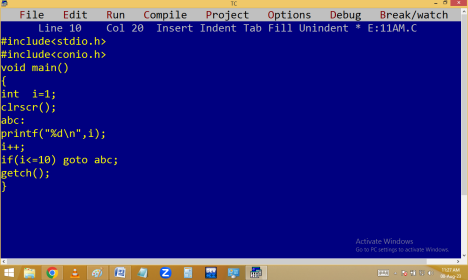 TC
File Edit Run Compile Project Options Debug Break/watch
Line 10 Col 20 Insert Indent Tab Fill Unindent * E:11AM.C
#include<stdio.h>
#include<conio.h>
void main()
{
int i=1;
clrscr();
abc:
printf("%d\n",i);
i++;
if(i<=10) goto abc;
getch();
}
Activate Windows
Go to PC settings to activate Windows.